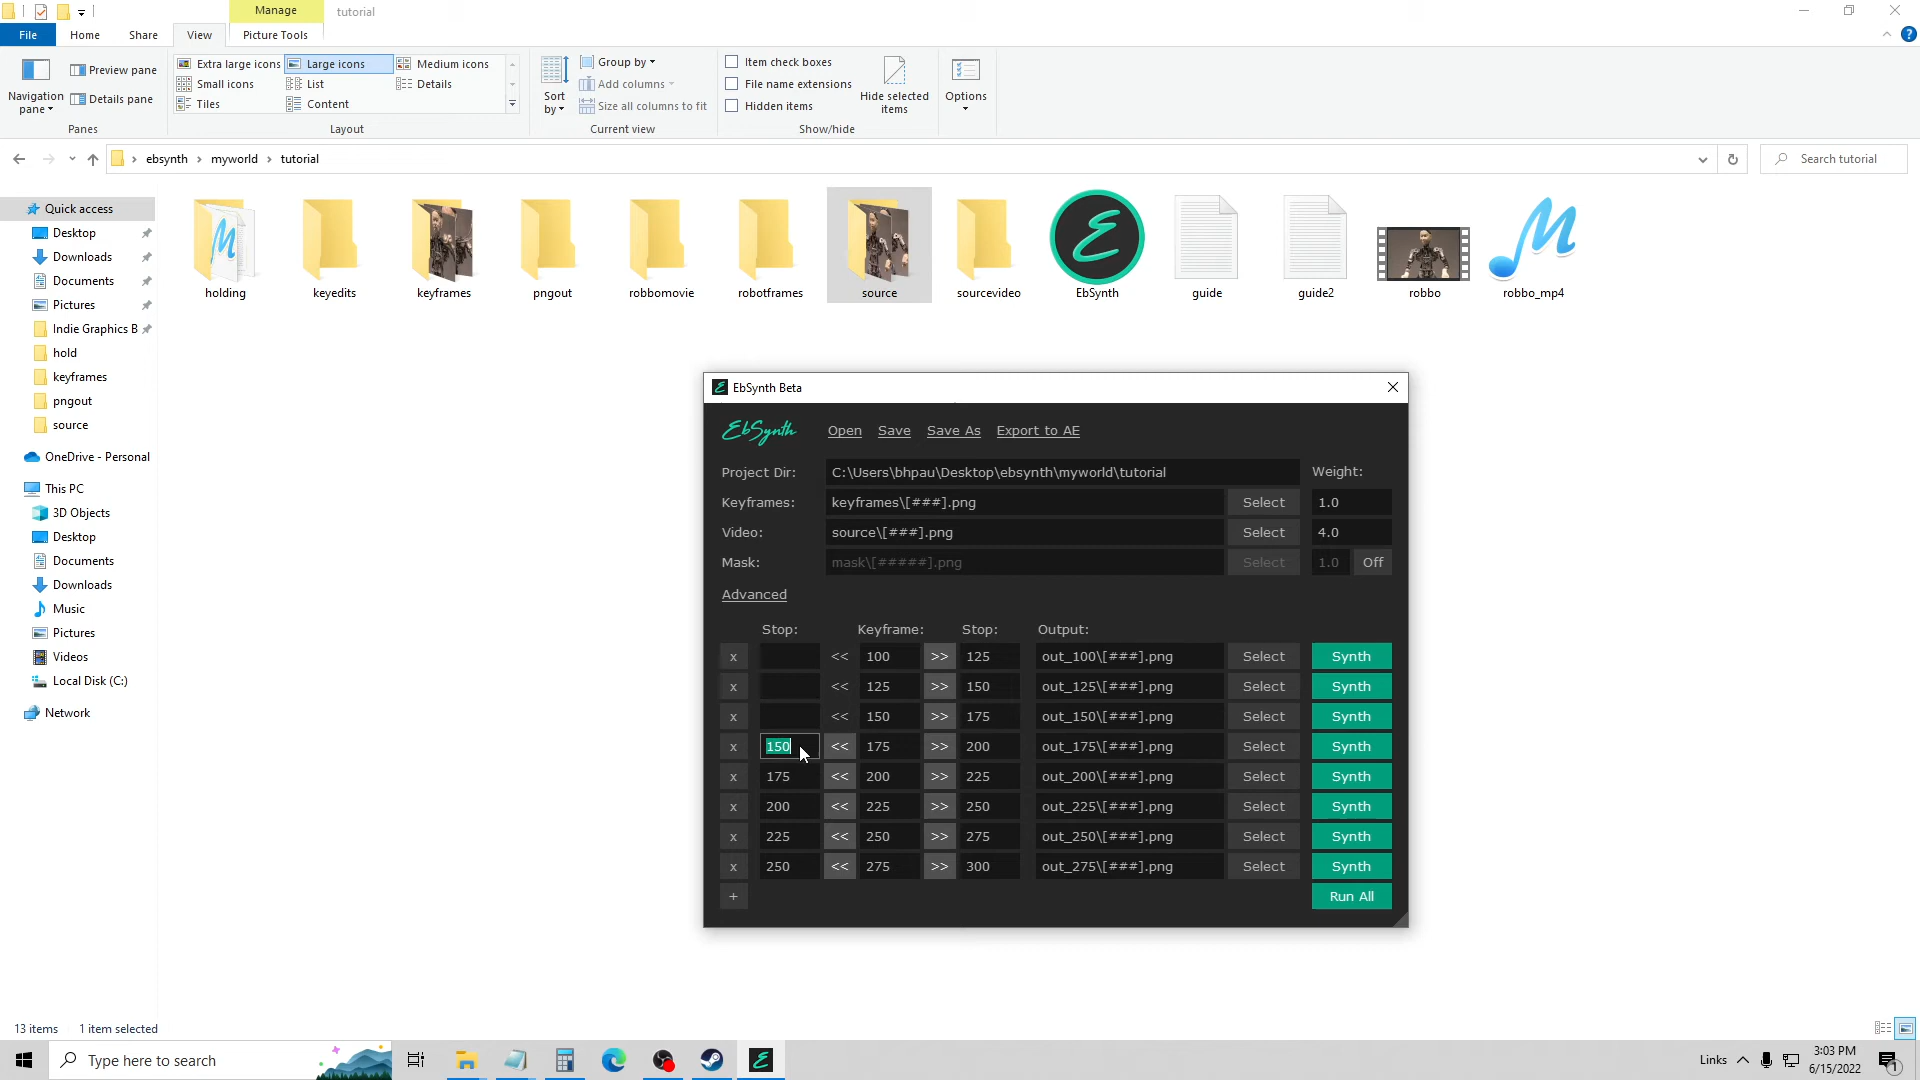 Manage
tutorial
File
Home
Share
View
Picture Tools
Navigation pane
Preview pane
Details pane
Panes
Extra large icons
Large icons
Medium icons
Small icons
List
Details
Tiles
Content
Layout
Sort by
Group by
Add columns
Size all columns to fit
Current view
Item check boxes
File name extensions
Hidden items
Hide selected items
Show/hide
Options
ebsynth > myworld > tutorial
Search tutorial
Quick access
Desktop
Downloads
Documents
Pictures
Indie Graphics B
hold
keyframes
pngout
source
OneDrive - Personal
This PC
3D Objects
Desktop
Documents
Downloads
Music
Pictures
Videos
Local Disk (C:)
Network
holding
keyedits
keyframes
pngout
robbomovie
robotframes
source
sourcevideo
EbSynth
guide
guide2
robbo
robbo_mp4
EbSynth Beta
EbSynth
Open Save Save As Export to AE
Project Dir: C:\Users\bhpau\Desktop\ebsynth\myworld\tutorial Weight:
Keyframes: keyframes\[###].png Select 1.0
Video: source\[###].png Select 4.0
Mask: mask\[#####].png Select 1.0 Off
Advanced
Stop: Keyframe: Stop: Output:
x << 100 >> 125 out_100\[###].png Select Synth
x << 125 >> 150 out_125\[###].png Select Synth
x << 150 >> 175 out_150\[###].png Select Synth
x 150 << 175 >> 200 out_175\[###].png Select Synth
x 175 << 200 >> 225 out_200\[###].png Select Synth
x 200 << 225 >> 250 out_225\[###].png Select Synth
x 225 << 250 >> 275 out_250\[###].png Select Synth
x 250 << 275 >> 300 out_275\[###].png Select Synth
+ Run All
13 items 1 item selected
Type here to search
Links
3:03 PM
6/15/2022
1